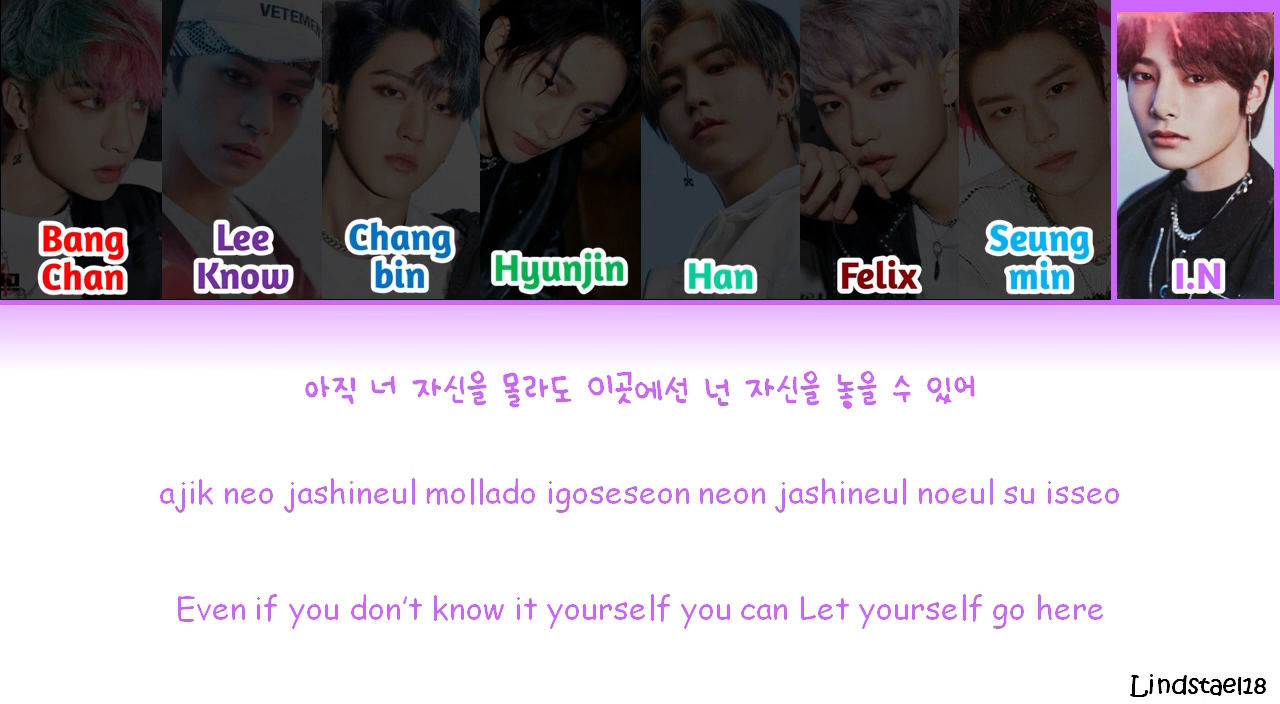 VETEMEN
Bang
Chan
Lee
Know
Chang
bin
Hyunjin
Han
Felix
Seung
min
I.N
아직 너 자신을 몰라도 이곳에선 넌 자신을 놓을 수 있어
ajik neo jashineul mollado igoseseon neon jashineul noeul su isseo
Even if you don't know it yourself you can Let yourself go here
Lindstael18